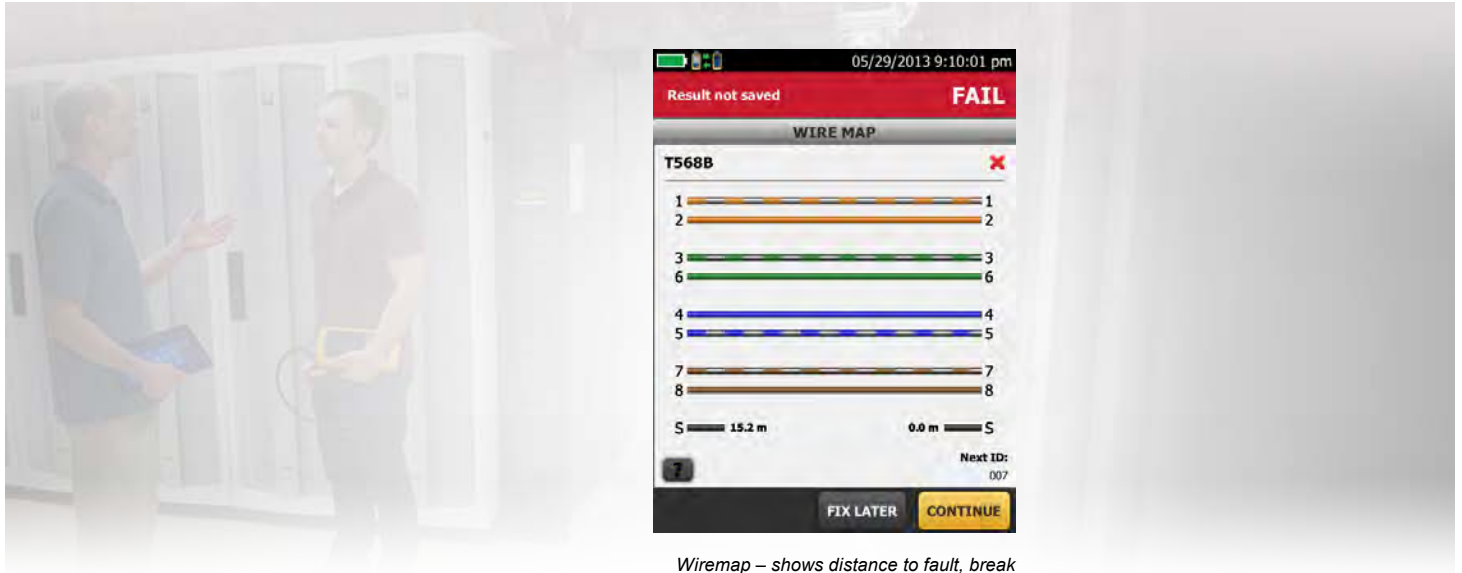 05/29/2013 9:10:01 pm
Result not saved FAIL
WIRE MAP
T568B
1 1
2 2
3 3
6 6
4 4
5 5
7 7
8 8
S 15.2 m 0.0 m S
Next ID:
? 007
FIX LATER CONTINUE
Wiremap – shows distance to fault, break